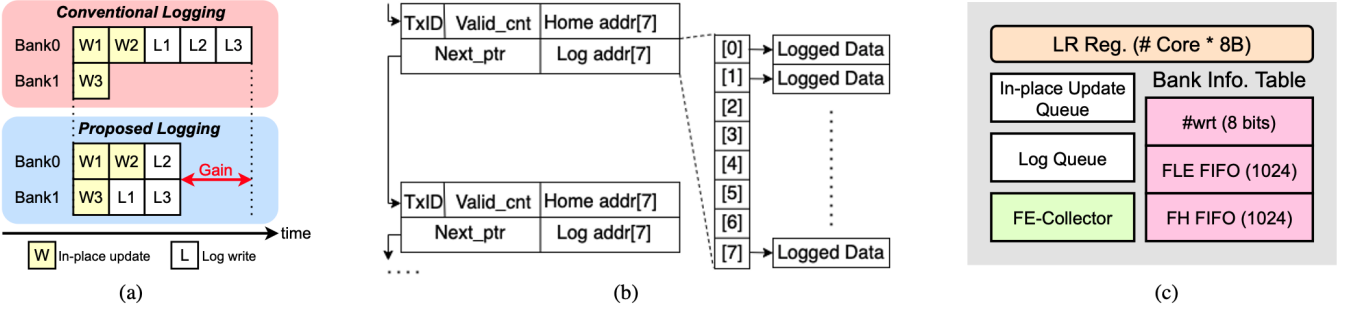 Conventional Logging
Bank0 W1 W2 L1 L2 L3
Bank1 W3
Proposed Logging
Bank0 W1 W2 L2
Gain
Bank1 W3 L1 L3
time
W In-place update L Log write
(a)
TxID Valid_cnt Home addr[7]
Next_ptr Log addr[7]
[0] Logged Data
[1] Logged Data
[2]
[3]
[4]
[5]
[6]
[7] Logged Data
TxID Valid_cnt Home addr[7]
Next_ptr Log addr[7]
(b)
LR Reg. (# Core * 8B)
In-place Update
Queue
Log Queue
FE-Collector
Bank Info. Table
#wrt (8 bits)
FLE FIFO (1024)
FH FIFO (1024)
(c)